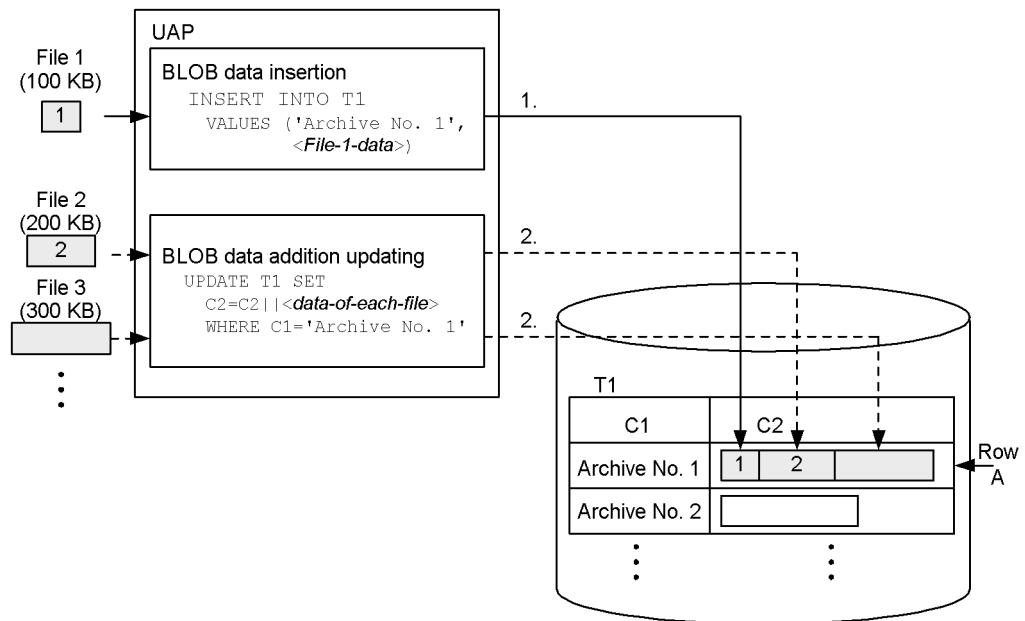 UAP
File 1
(100 KB)
1
BLOB data insertion
INSERT INTO T1
VALUES ('Archive No. 1',
<File-1-data>)
1.
File 2
(200 KB)
2
File 3
(300 KB)
BLOB data addition updating
UPDATE T1 SET
C2=C2||<data-of-each-file>
WHERE C1='Archive No. 1'
2.
2.
T1
C1 C2
Archive No. 1 1 2
Row
A
Archive No. 2